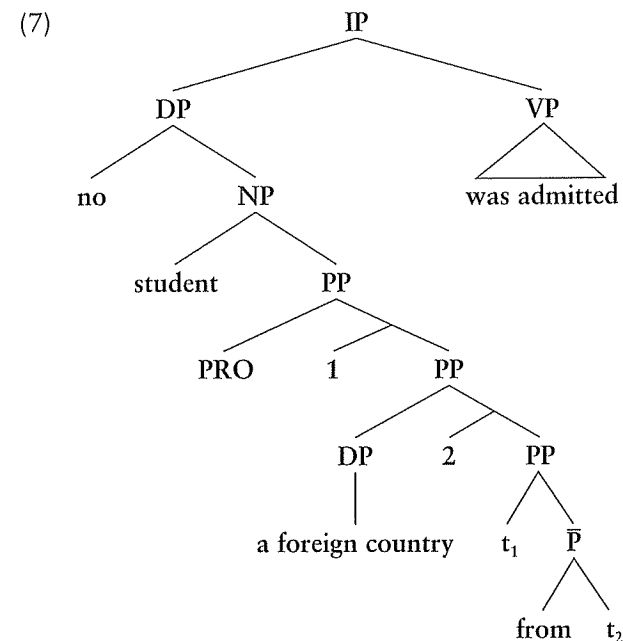 (7) IP
DP VP
no NP was admitted
student PP
PRO 1 PP
DP 2 PP
a foreign country t₁ P̅
from t₂